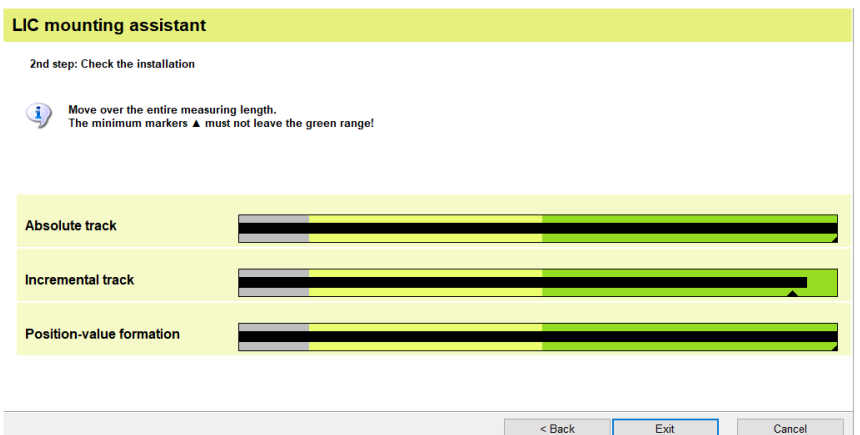 LIC mounting assistant
2nd step: Check the installation
Move over the entire measuring length.
The minimum markers ▲ must not leave the green range!
Absolute track
Incremental track
Position-value formation
< Back
Exit
Cancel